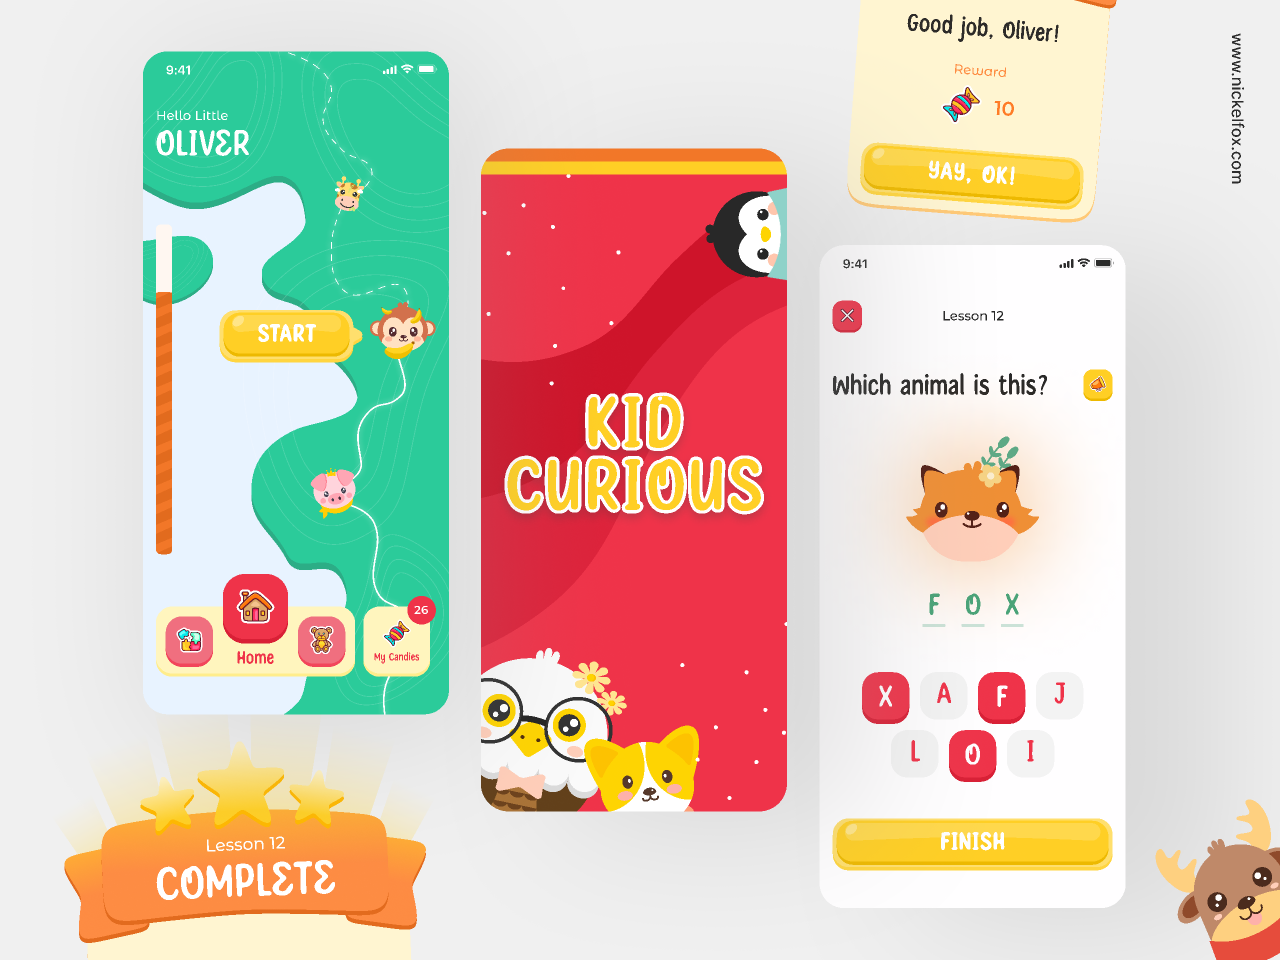 9:41
Hello Little
OLIVER
START
Home
26
My Candies
Lesson 12
COMPLETE
KID
CURIOUS
Good job, Oliver!
Reward
10
YAY, OK!
9:41
Lesson 12
Which animal is this?
F O X
X A F J
L O I
FINISH
www.nickelfox.com